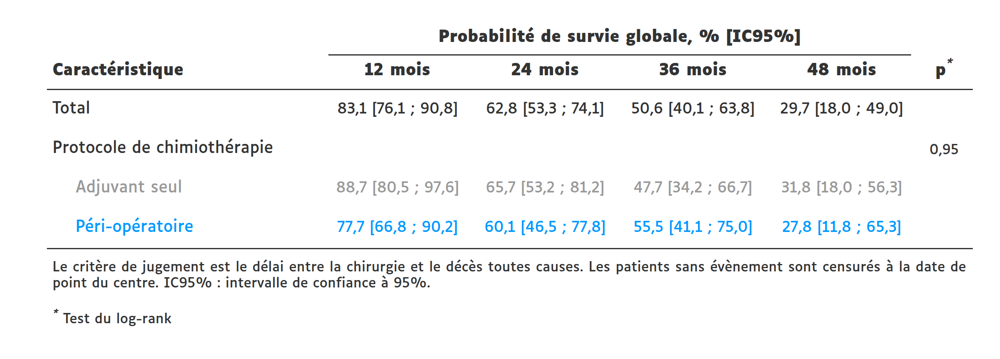 Probabilité de survie globale, % [IC95%]
Caractéristique 12 mois 24 mois 36 mois 48 mois p*
Total 83,1 [76,1 ; 90,8] 62,8 [53,3 ; 74,1] 50,6 [40,1 ; 63,8] 29,7 [18,0 ; 49,0]
Protocole de chimiothérapie 0,95
Adjuvant seul 88,7 [80,5 ; 97,6] 65,7 [53,2 ; 81,2] 47,7 [34,2 ; 66,7] 31,8 [18,0 ; 56,3]
Péri-opératoire 77,7 [66,8 ; 90,2] 60,1 [46,5 ; 77,8] 55,5 [41,1 ; 75,0] 27,8 [11,8 ; 65,3]
Le critère de jugement est le délai entre la chirurgie et le décès toutes causes. Les patients sans évènement sont censurés à la date de
point du centre. IC95% : intervalle de confiance à 95%.
* Test du log-rank